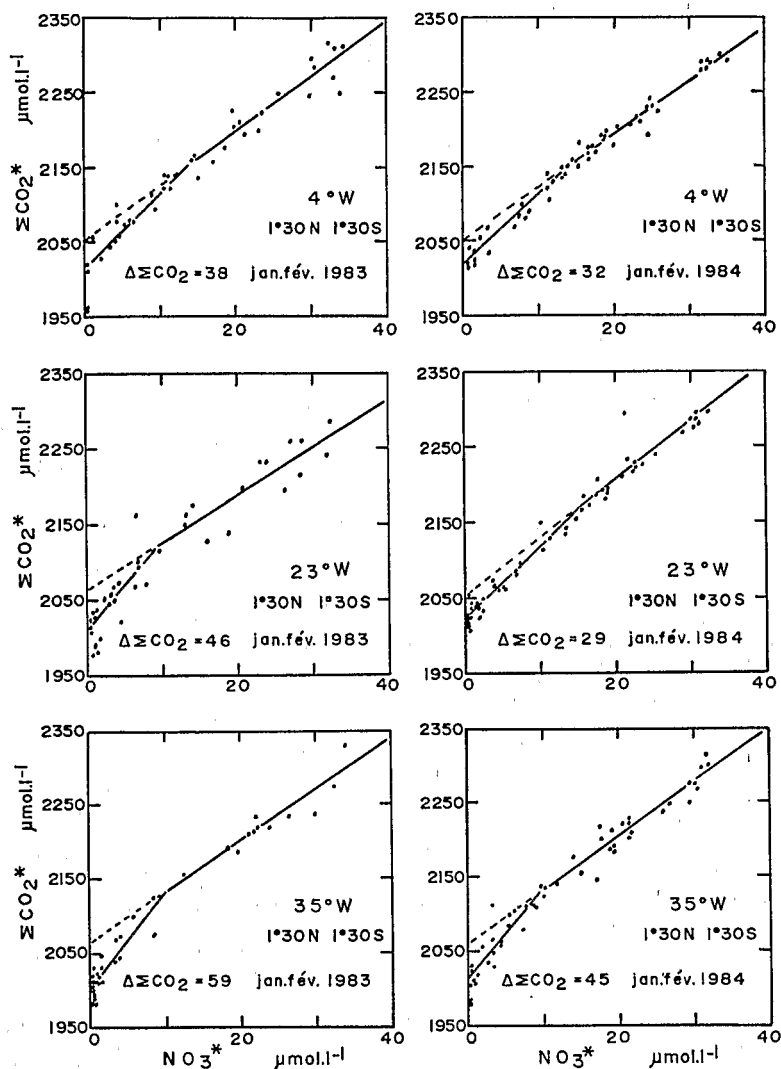 2350
2250
2150
2050
1950
ΣCO2* μmol.l-1
4°W
1°30N 1°30S
ΔΣCO2=38 jan.fév. 1983
0 20 40
2350
2250
2150
2050
1950
4°W
1°30N 1°30S
ΔΣCO2=32 jan.fév. 1984
0 20 40
2350
2250
2150
2050
1950
ΣCO2* μmol.l-1
23°W
1°30N 1°30S
ΔΣCO2=46 jan.fév. 1983
0 20 40
2350
2250
2150
2050
1950
23°W
1°30N 1°30S
ΔΣCO2=29 jan.fév. 1984
0 20 40
2350
2250
2150
2050
1950
ΣCO2* μmol.l-1
35°W
1°30N 1°30S
ΔΣCO2=59 jan.fév. 1983
0 20 40
NO3* μmol.l-1
2350
2250
2150
2050
1950
35°W
1°30N 1°30S
ΔΣCO2=45 jan.fév. 1984
0 20 40
NO3* μmol.l-1